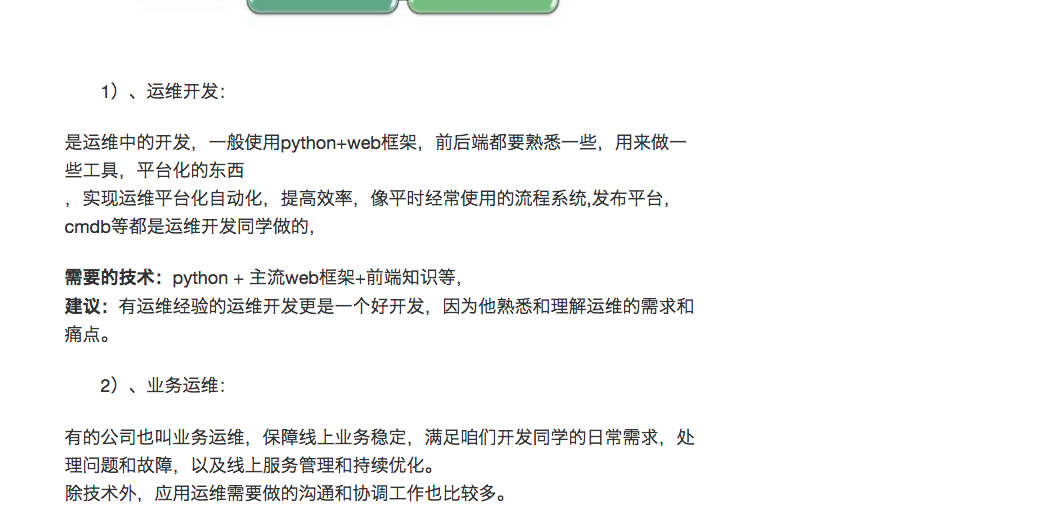 1）、运维开发：
是运维中的开发，一般使用python+web框架，前后端都要熟悉一些，用来做一
些工具，平台化的东西
，实现运维平台化自动化，提高效率，像平时经常使用的流程系统,发布平台，
cmdb等都是运维开发同学做的，
需要的技术：python + 主流web框架+前端知识等，
建议：有运维经验的运维开发更是一个好开发，因为他熟悉和理解运维的需求和
痛点。
2）、业务运维：
有的公司也叫业务运维，保障线上业务稳定，满足咱们开发同学的日常需求，处
理问题和故障，以及线上服务管理和持续优化。
除技术外，应用运维需要做的沟通和协调工作也比较多。